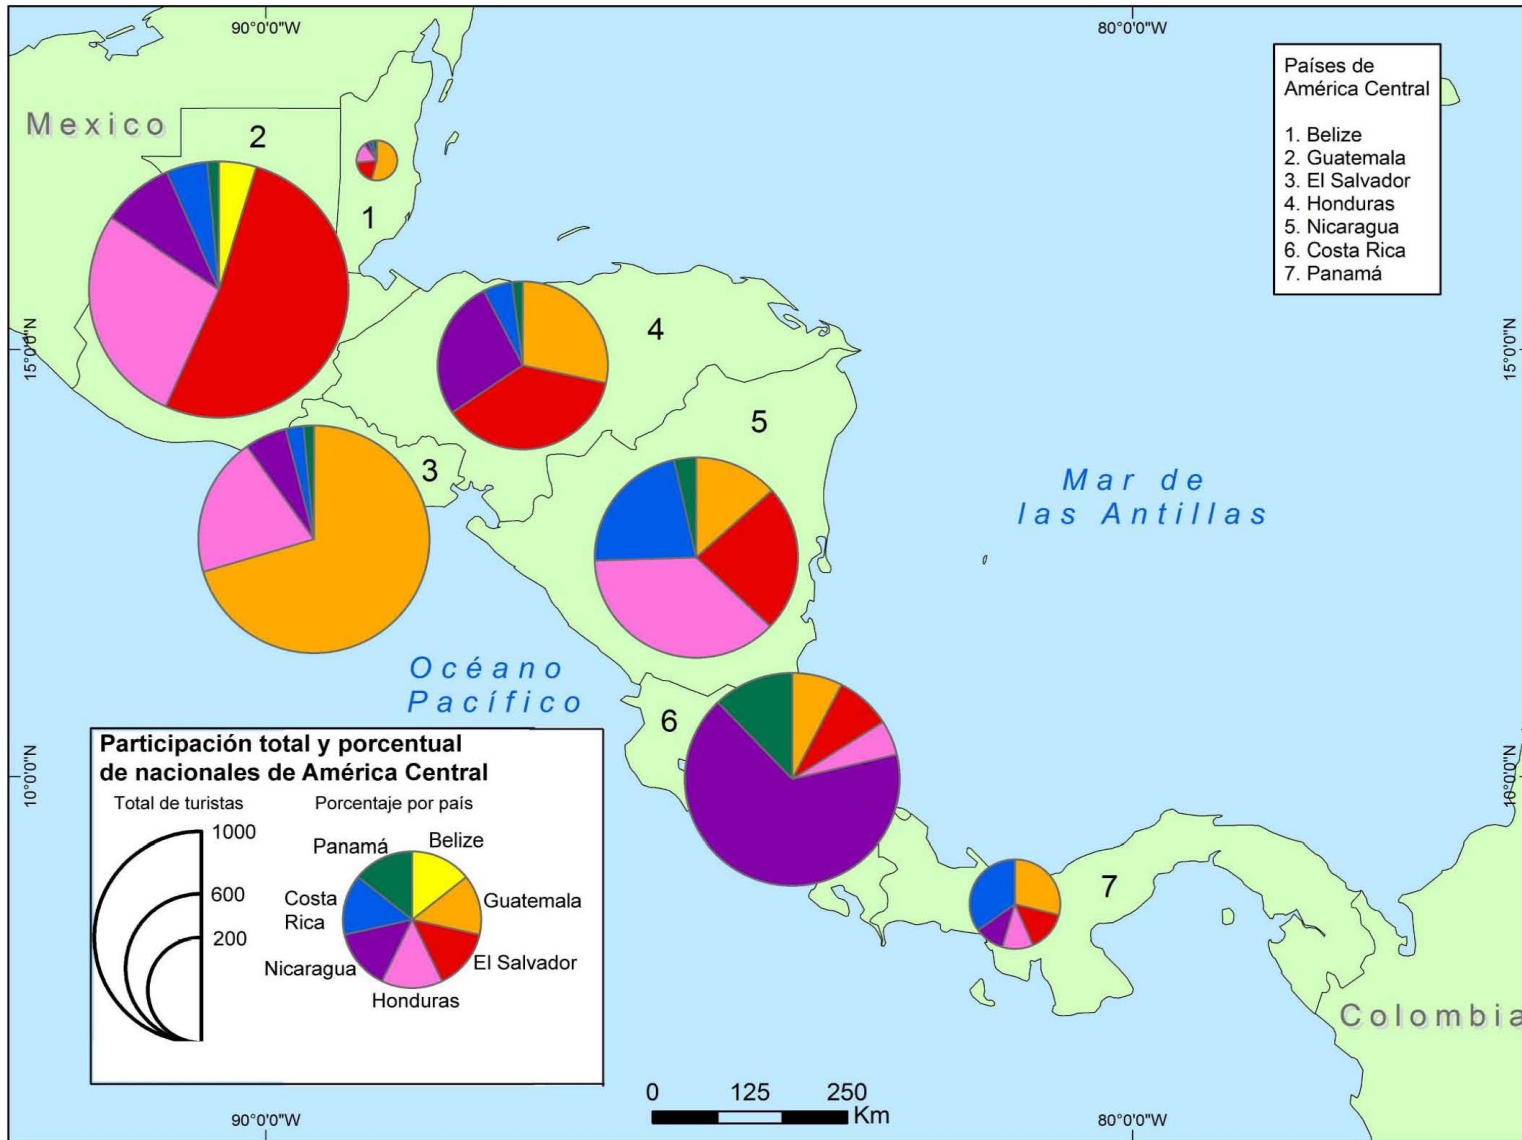 90°0'0"W
80°0'0"W
Mexico
2
1
Países de
América Central
1. Belize
2. Guatemala
3. El Salvador
4. Honduras
5. Nicaragua
6. Costa Rica
7. Panamá
4
15°0'0"N
15°0'0"N
5
3
Mar de
las Antillas
Océano
Pacífico
6
10°0'0"N
10°0'0"N
7
Participación total y porcentual
de nacionales de América Central
Total de turistas
Porcentaje por país
1000
600
200
Panamá
Belize
Costa
Rica
Guatemala
Nicaragua
El Salvador
Honduras
Colombia
0 125 250
Km
90°0'0"W
80°0'0"W